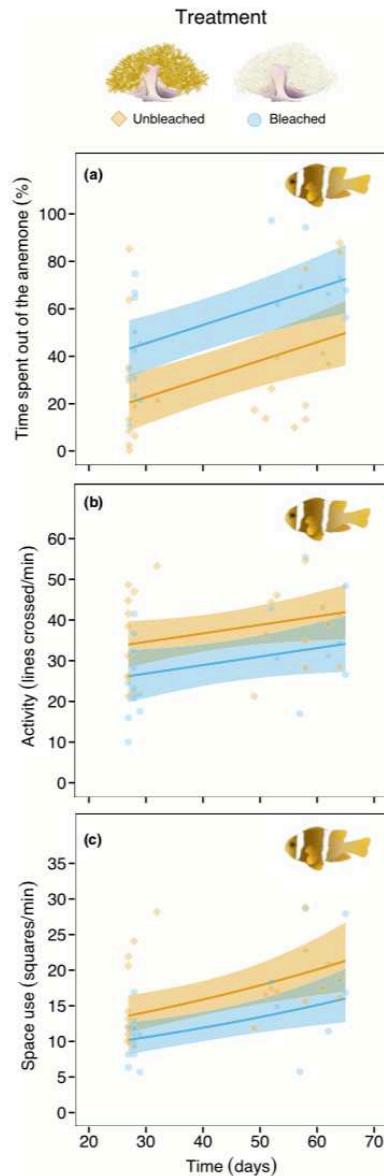 Treatment
Unbleached
Bleached
(a)
Time spent out of the anemone (%)
100
80
60
40
20
0
(b)
Activity (lines crossed/min)
60
50
40
30
20
10
0
(c)
Space use (squares/min)
35
30
25
20
15
10
5
0
20 30 40 50 60 70
Time (days)